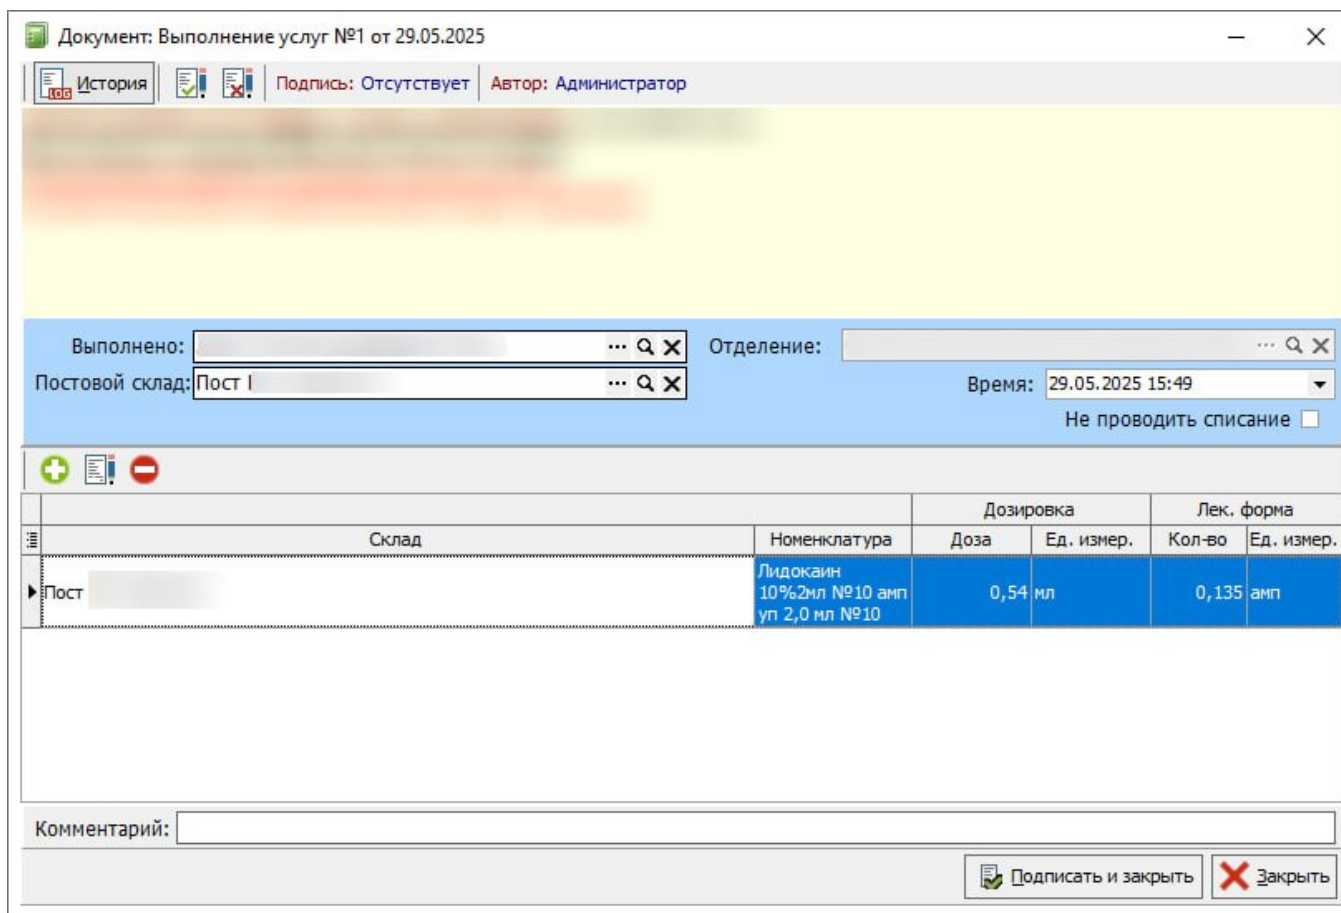 Документ: Выполнение услуг №1 от 29.05.2025
LOG История Подпись: Отсутствует Автор: Администратор
Выполнено: Отделение:
Постовой склад: Пост Время: 29.05.2025 15:49
Не проводить списание
Дозировка Лек. форма
Склад Номенклатура Доза Ед. измер. Кол-во Ед. измер.
Пост
Лидокаин
10%2мл №10 амп
уп 2,0 мл №10
0,54 мл 0,135 амп
Комментарий:
Подписать и закрыть Закрыть